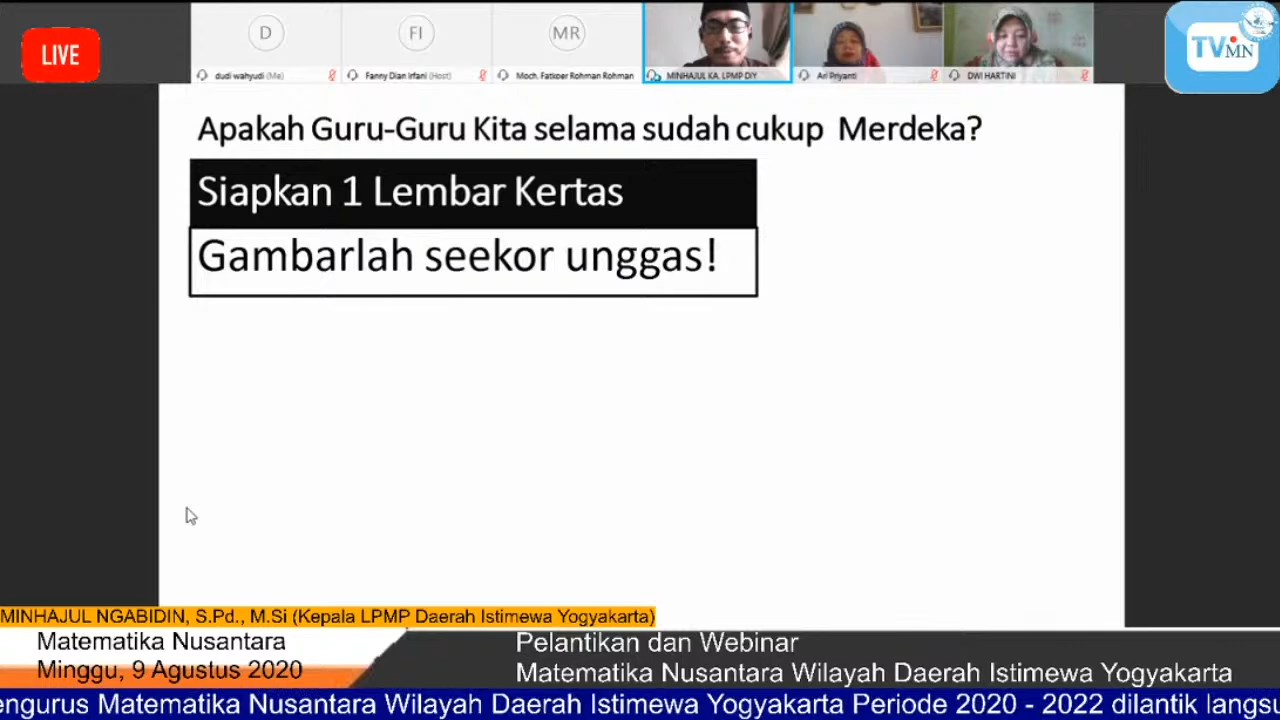 LIVE
D
FI
MR
TViMN
dudi wahyudi (Me)
Fanny Dian Irfani (Host)
Moch. Fatkoer Rohman Rohman
MINHAJUL KA. LPMP DIY
Ari Priyanti
DWI HARTINI
Apakah Guru-Guru Kita selama sudah cukup Merdeka?
Siapkan 1 Lembar Kertas
Gambarlah seekor unggas!
MINHAJUL NGABIDIN, S.Pd., M.Si (Kepala LPMP Daerah Istimewa Yogyakarta)
Matematika Nusantara
Minggu, 9 Agustus 2020
Pelantikan dan Webinar
Matematika Nusantara Wilayah Daerah Istimewa Yogyakarta
engurus Matematika Nusantara Wilayah Daerah Istimewa Yogyakarta Periode 2020 - 2022 dilantik langsu